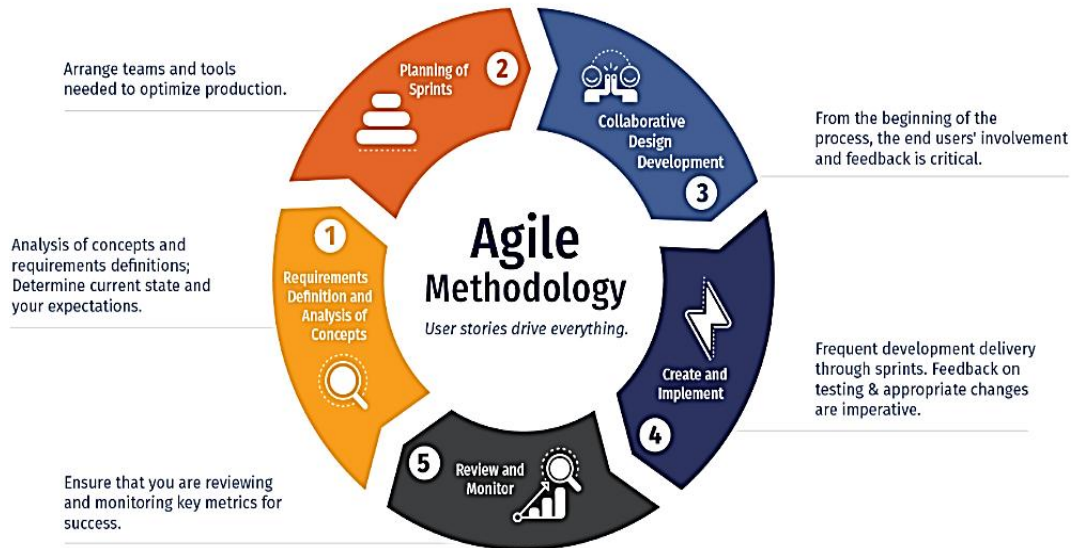 Agile
Methodology
User stories drive everything.
1
Requirements
Definition and
Analysis of
Concepts
Analysis of concepts and
requirements definitions;
Determine current state and
your expectations.
2
Planning of
Sprints
Arrange teams and tools
needed to optimize production.
Collaborative
Design
Development
3
From the beginning of the
process, the end users' involvement
and feedback is critical.
Create and
Implement
4
Frequent development delivery
through sprints. Feedback on
testing & appropriate changes
are imperative.
5
Review and
Monitor
Ensure that you are reviewing
and monitoring key metrics for
success.